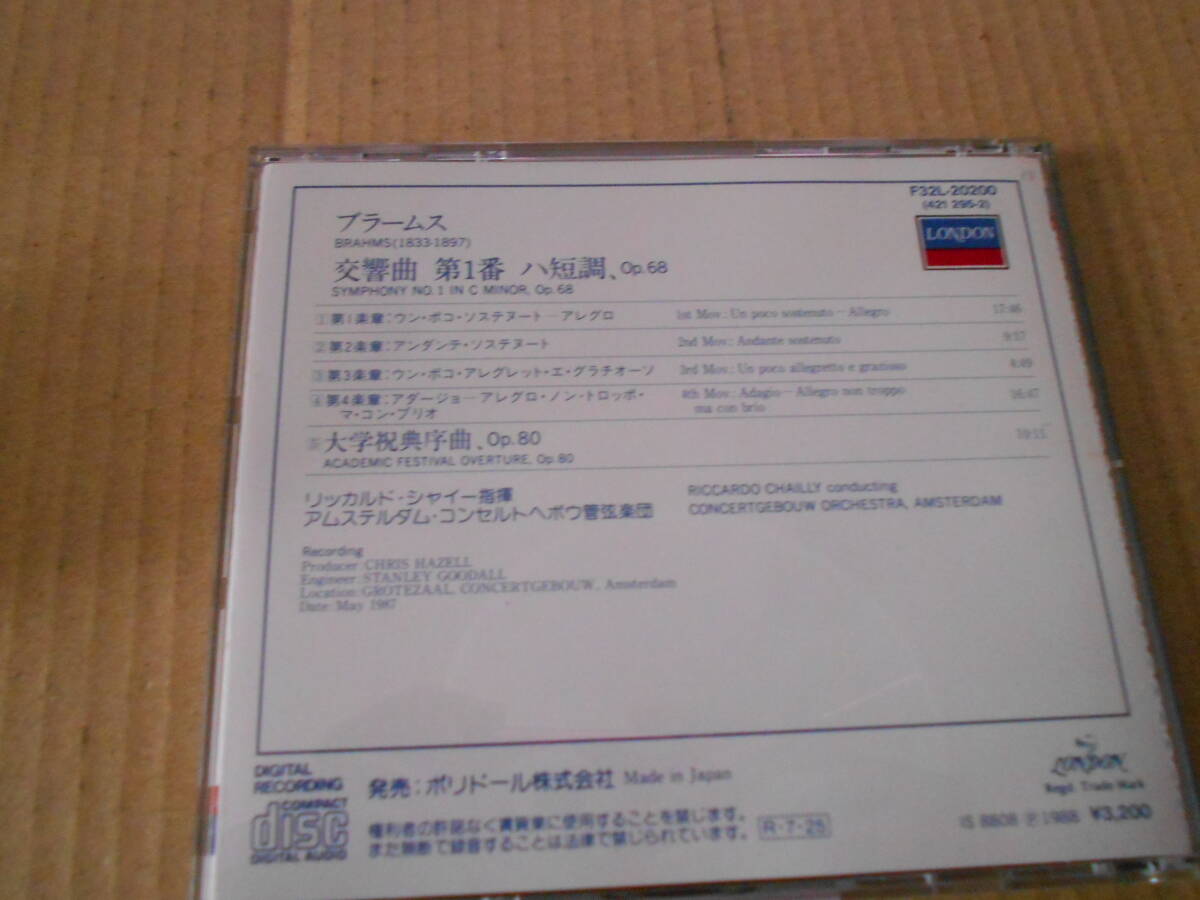 F32L-20200
(421 295-2)
LONDON
ブラームス
BRAHMS (1833-1897)
交響曲 第1番 ハ短調、Op.68
SYMPHONY NO.1 IN C MINOR, Op.68
1 第1楽章:ウン・ポコ・ソステヌート—アレグロ 1st Mov.: Un poco sostenuto – Allegro 17:46
2 第2楽章:アンダンテ・ソステヌート 2nd Mov.: Andante sostenuto 9:37
3 第3楽章:ウン・ポコ・アレグレット・エ・グラチオーソ 3rd Mov.: Un poco allegretto e grazioso 4:49
4 第4楽章:アダージョ—アレグロ・ノン・トロッポ・ 4th Mov.: Adagio – Allegro non troppo 16:47
マ・コン・ブリオ ma con brio
5 大学祝典序曲、Op.80 10:11
ACADEMIC FESTIVAL OVERTURE, Op.80
リッカルド・シャイー指揮 RICCARDO CHAILLY conducting
アムステルダム・コンセルトヘボウ管弦楽団 CONCERTGEBOUW ORCHESTRA, AMSTERDAM
Recording
Producer: CHRIS HAZELL
Engineer: STANLEY GOODALL
Location: GROTEZAAL, CONCERTGEBOUW, Amsterdam
Date: May 1987
DIGITAL
RECORDING
COMPACT
disc
DIGITAL AUDIO
発売:ポリドール株式会社 Made in Japan
権利者の許諾なく賃貸業に使用することを禁じます。
また無断で録音することは法律で禁じられています。
R-7-25
LONDON
Regd. Trade Mark
8808 Ⓟ1988 ¥3,200